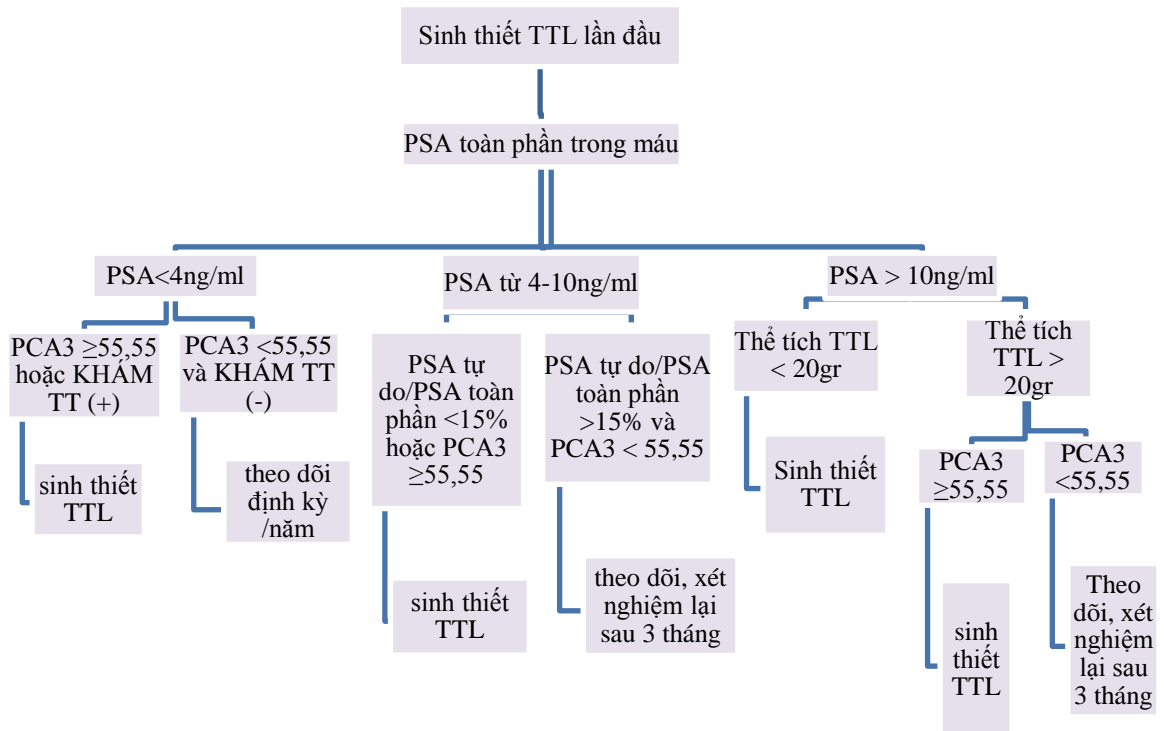 Sinh thiết TTL lần đầu
PSA toàn phần trong máu
PSA<4ng/ml
PSA từ 4-10ng/ml
PSA > 10ng/ml
PCA3 ≥55,55
hoặc KHÁM
TT (+)
PCA3 <55,55
và KHÁM TT
(-)
PSA tự
do/PSA toàn
phần <15%
hoặc PCA3
≥55,55
PSA tự do/PSA
toàn phần
>15% và
PCA3 < 55,55
Thể tích TTL
< 20gr
Thể tích
TTL >
20gr
sinh thiết
TTL
theo dõi
định kỳ
/năm
sinh thiết
TTL
theo dõi, xét
nghiệm lại
sau 3 tháng
Sinh thiết
TTL
PCA3
≥55,55
PCA3
<55,55
sinh
thiết
TTL
Theo
dõi, xét
nghiệm
lại sau
3 tháng